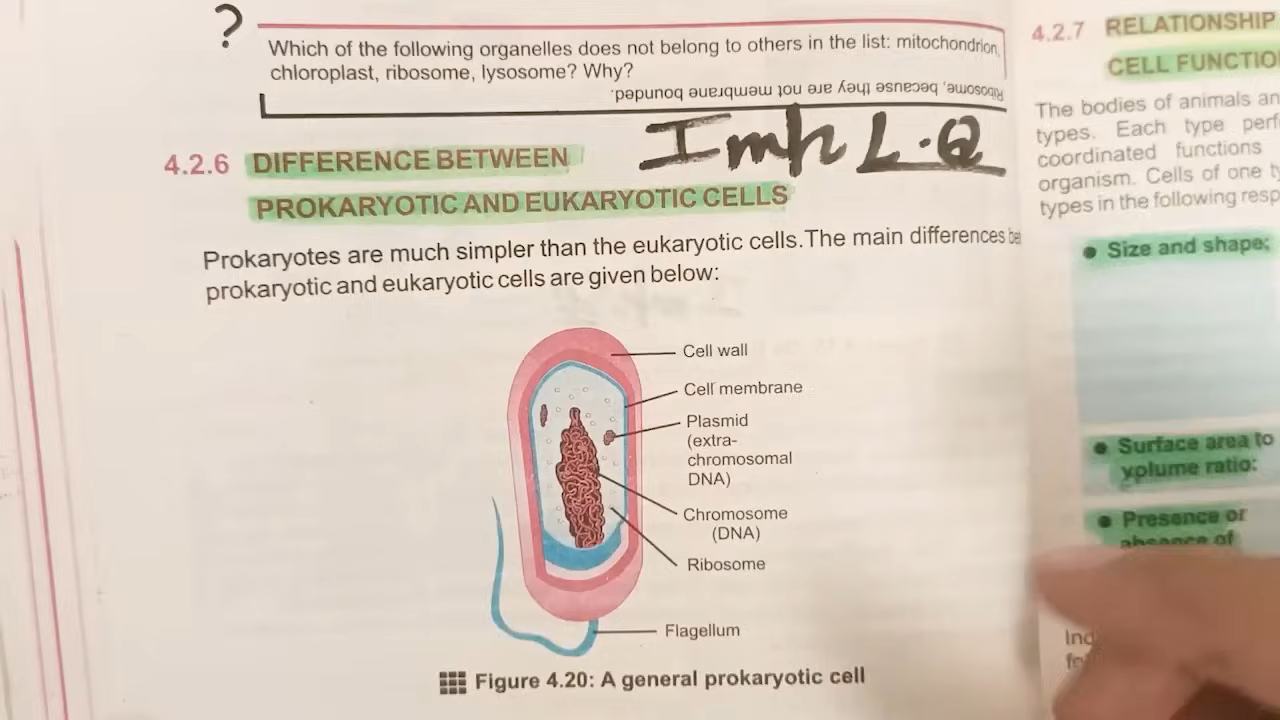 ?
Which of the following organelles does not belong to others in the list: mitochondrion,
chloroplast, ribosome, lysosome? Why?
Ribosome, because they are not membrane bounded.
Imp L.Q
4.2.6 DIFFERENCE BETWEEN
PROKARYOTIC AND EUKARYOTIC CELLS
Prokaryotes are much simpler than the eukaryotic cells. The main differences
prokaryotic and eukaryotic cells are given below:
Cell wall
Cell membrane
Plasmid
(extra-
chromosomal
DNA)
Chromosome
(DNA)
Ribosome
Flagellum
Figure 4.20: A general prokaryotic cell
4.2.7 RELATIONSHIP
CELL FUNCTIO
The bodies of animals an
types. Each type perf
coordinated functions
organism. Cells of one ty
types in the following resp
• Size and shape:
• Surface area to
volume ratio:
• Presence or
absence of